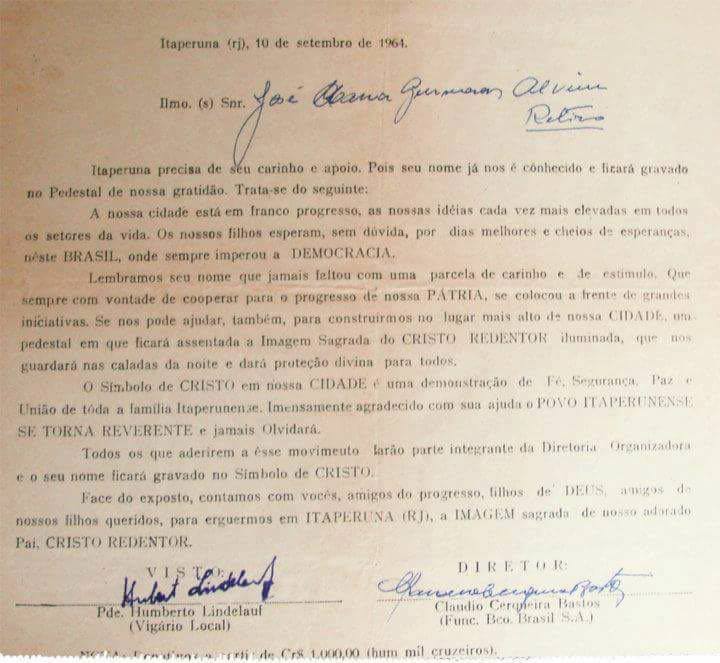 Itaperuna (rj), 10 de setembro de 1964.
Ilmo. (s) Snr. José Guimarães Alvim
Retiro
Itaperuna precisa de seu carinho e apoio. Pois seu nome já nos é conhecido e ficará gravado
no Pedestal de nossa gratidão. Trata-se do seguinte:
A nossa cidade está em franco progresso, as nossas idéias cada vez mais elevadas em todos
os setores da vida. Os nossos filhos esperam, sem dúvida, por dias melhores e cheios de esperanças,
nêste BRASIL, onde sempre imperou a DEMOCRACIA.
Lembramos seu nome que jamais faltou com uma parcela de carinho e de estímulo. Que
sempre com vontade de cooperar para o progresso de nossa PÁTRIA, se colocou a frente de grandes
iniciativas. Se nos pode ajudar, também, para construirmos no lugar mais alto de nossa CIDADE, um
pedestal em que ficará assentada a Imagem Sagrada do CRISTO REDENTOR iluminada, que nos
guardará nas caladas da noite e dará proteção divina para todos.
O Símbolo de CRISTO em nossa CIDADE é uma demonstração de Fé, Segurança, Paz e
União de tôda a família Itaperunense. Imensamente agradecido com sua ajuda o POVO ITAPERUNENSE
SE TORNA REVERENTE e jamais Olvidará.
Todos os que aderirem a êsse movimento farão parte integrante da Diretoria Organizadora
e o seu nome ficará gravado no Símbolo de CRISTO.
Face do exposto, contamos com vocês, amigos do progresso, filhos de DEUS, amigos de
nossos filhos queridos, para erguermos em ITAPERUNA (RJ), a IMAGEM sagrada de nosso adorado
Pai, CRISTO REDENTOR.
VISTO:
Humbert Lindelauf
Pde. Humberto Lindelauf
(Vigário Local)
DIRETOR:
Claudio Cerqueira Bastos
(Func. Bco. Brasil S.A.)
de Cr$ 1.000,00 (hum mil cruzeiros).